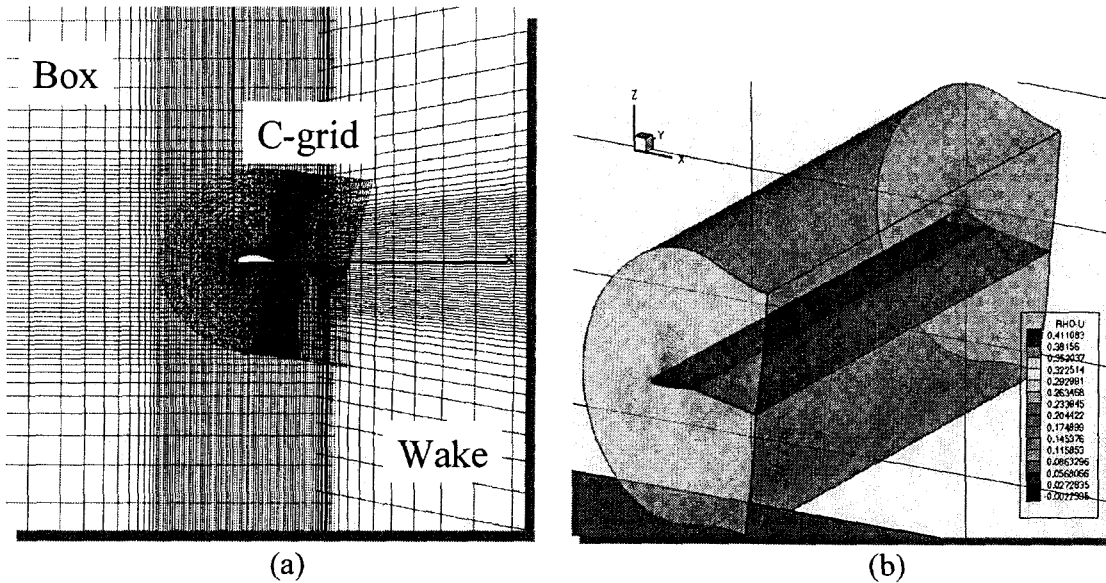 Box
C-grid
Wake
X
(a)
Z
Y
X
RHO-U
0.411083
0.38156
0.352037
0.322514
0.292991
0.263468
0.233945
0.204422
0.174899
0.145376
0.115853
0.0863296
0.0568066
0.0272835
(b)